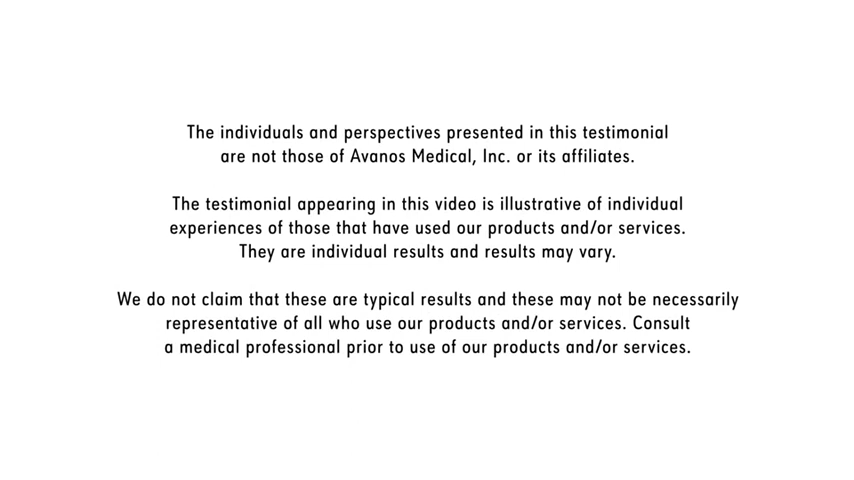 The individuals and perspectives presented in this testimonial
are not those of Avanos Medical, Inc. or its affiliates.
The testimonial appearing in this video is illustrative of individual
experiences of those that have used our products and/or services.
They are individual results and results may vary.
We do not claim that these are typical results and these may not be necessarily
representative of all who use our products and/or services. Consult
a medical professional prior to use of our products and/or services.